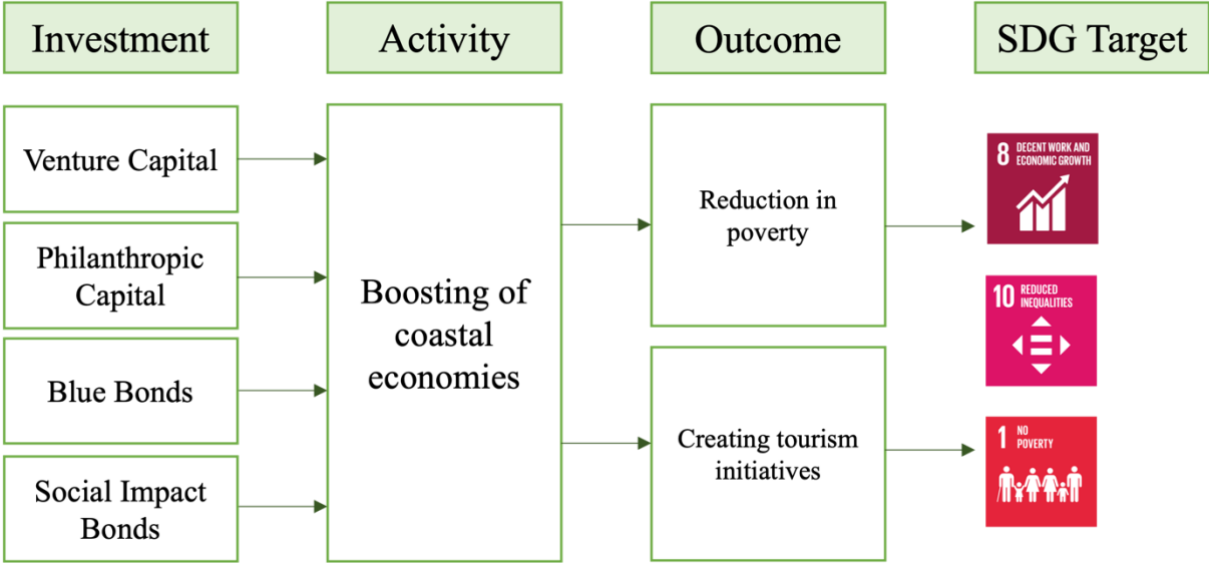 Investment
Activity
Outcome
SDG Target
Venture Capital
Philanthropic
Capital
Blue Bonds
Social Impact
Bonds
Boosting of
coastal
economies
Reduction in
poverty
Creating tourism
initiatives
8 DECENT WORK AND
ECONOMIC GROWTH
10 REDUCED
INEQUALITIES
1 NO
POVERTY